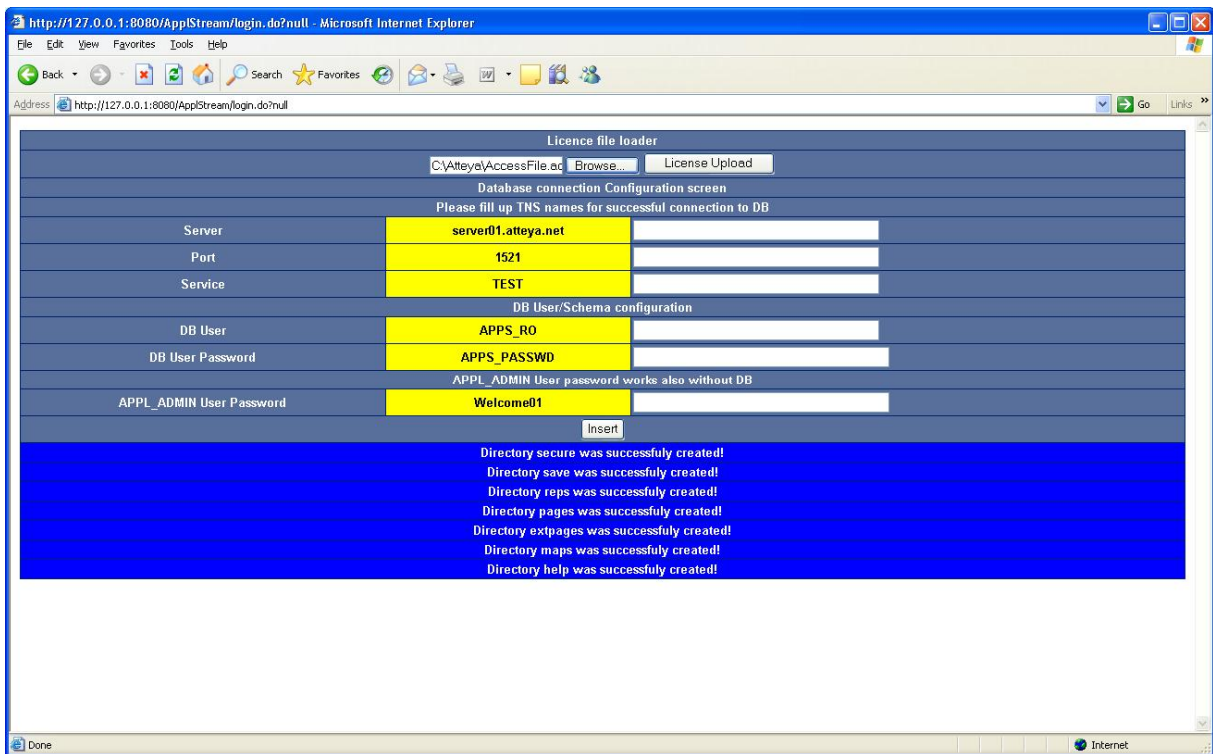 http://127.0.0.1:8080/ApplStream/login.do?null - Microsoft Internet Explorer
File Edit View Favorites Tools Help
Back Search Favorites
Address http://127.0.0.1:8080/ApplStream/login.do?null Go Links »
Licence file loader
C:\Atteya\AccessFile.ac Browse... License Upload
Database connection Configuration screen
Please fill up TNS names for successful connection to DB
Server server01.atteya.net
Port 1521
Service TEST
DB User/Schema configuration
DB User APPS_RO
DB User Password APPS_PASSWD
APPL_ADMIN User password works also without DB
APPL_ADMIN User Password Welcome01
Insert
Directory secure was successfuly created!
Directory save was successfuly created!
Directory reps was successfuly created!
Directory pages was successfuly created!
Directory extpages was successfuly created!
Directory maps was successfuly created!
Directory help was successfuly created!
Done Internet